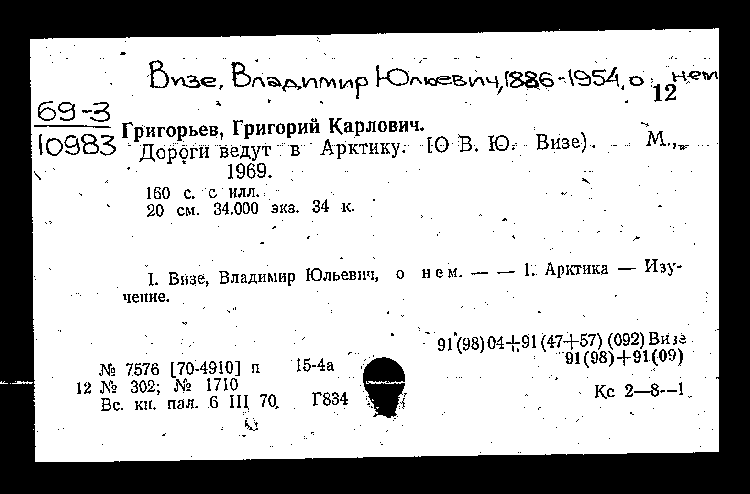 Визе, Владимир Юльевич, 1886-1954, о нем
12
69-3
10983
Григорьев, Григорий Карлович.
Дороги ведут в Арктику. [О В. Ю. Визе). М.,
1969.
160 с. с илл.
20 см. 34.000 экз. 34 к.
I. Визе, Владимир Юльевич, о нем. — — 1. Арктика — Изу-
чение.
91(98)04+91(47+57)(092)Визе
91(98)+91(09)
№ 7576 [70-4910] п 15-4а
12 № 302; № 1710
Вс. кн. пал. 6 III 70. Г834
Кс 2—8—1